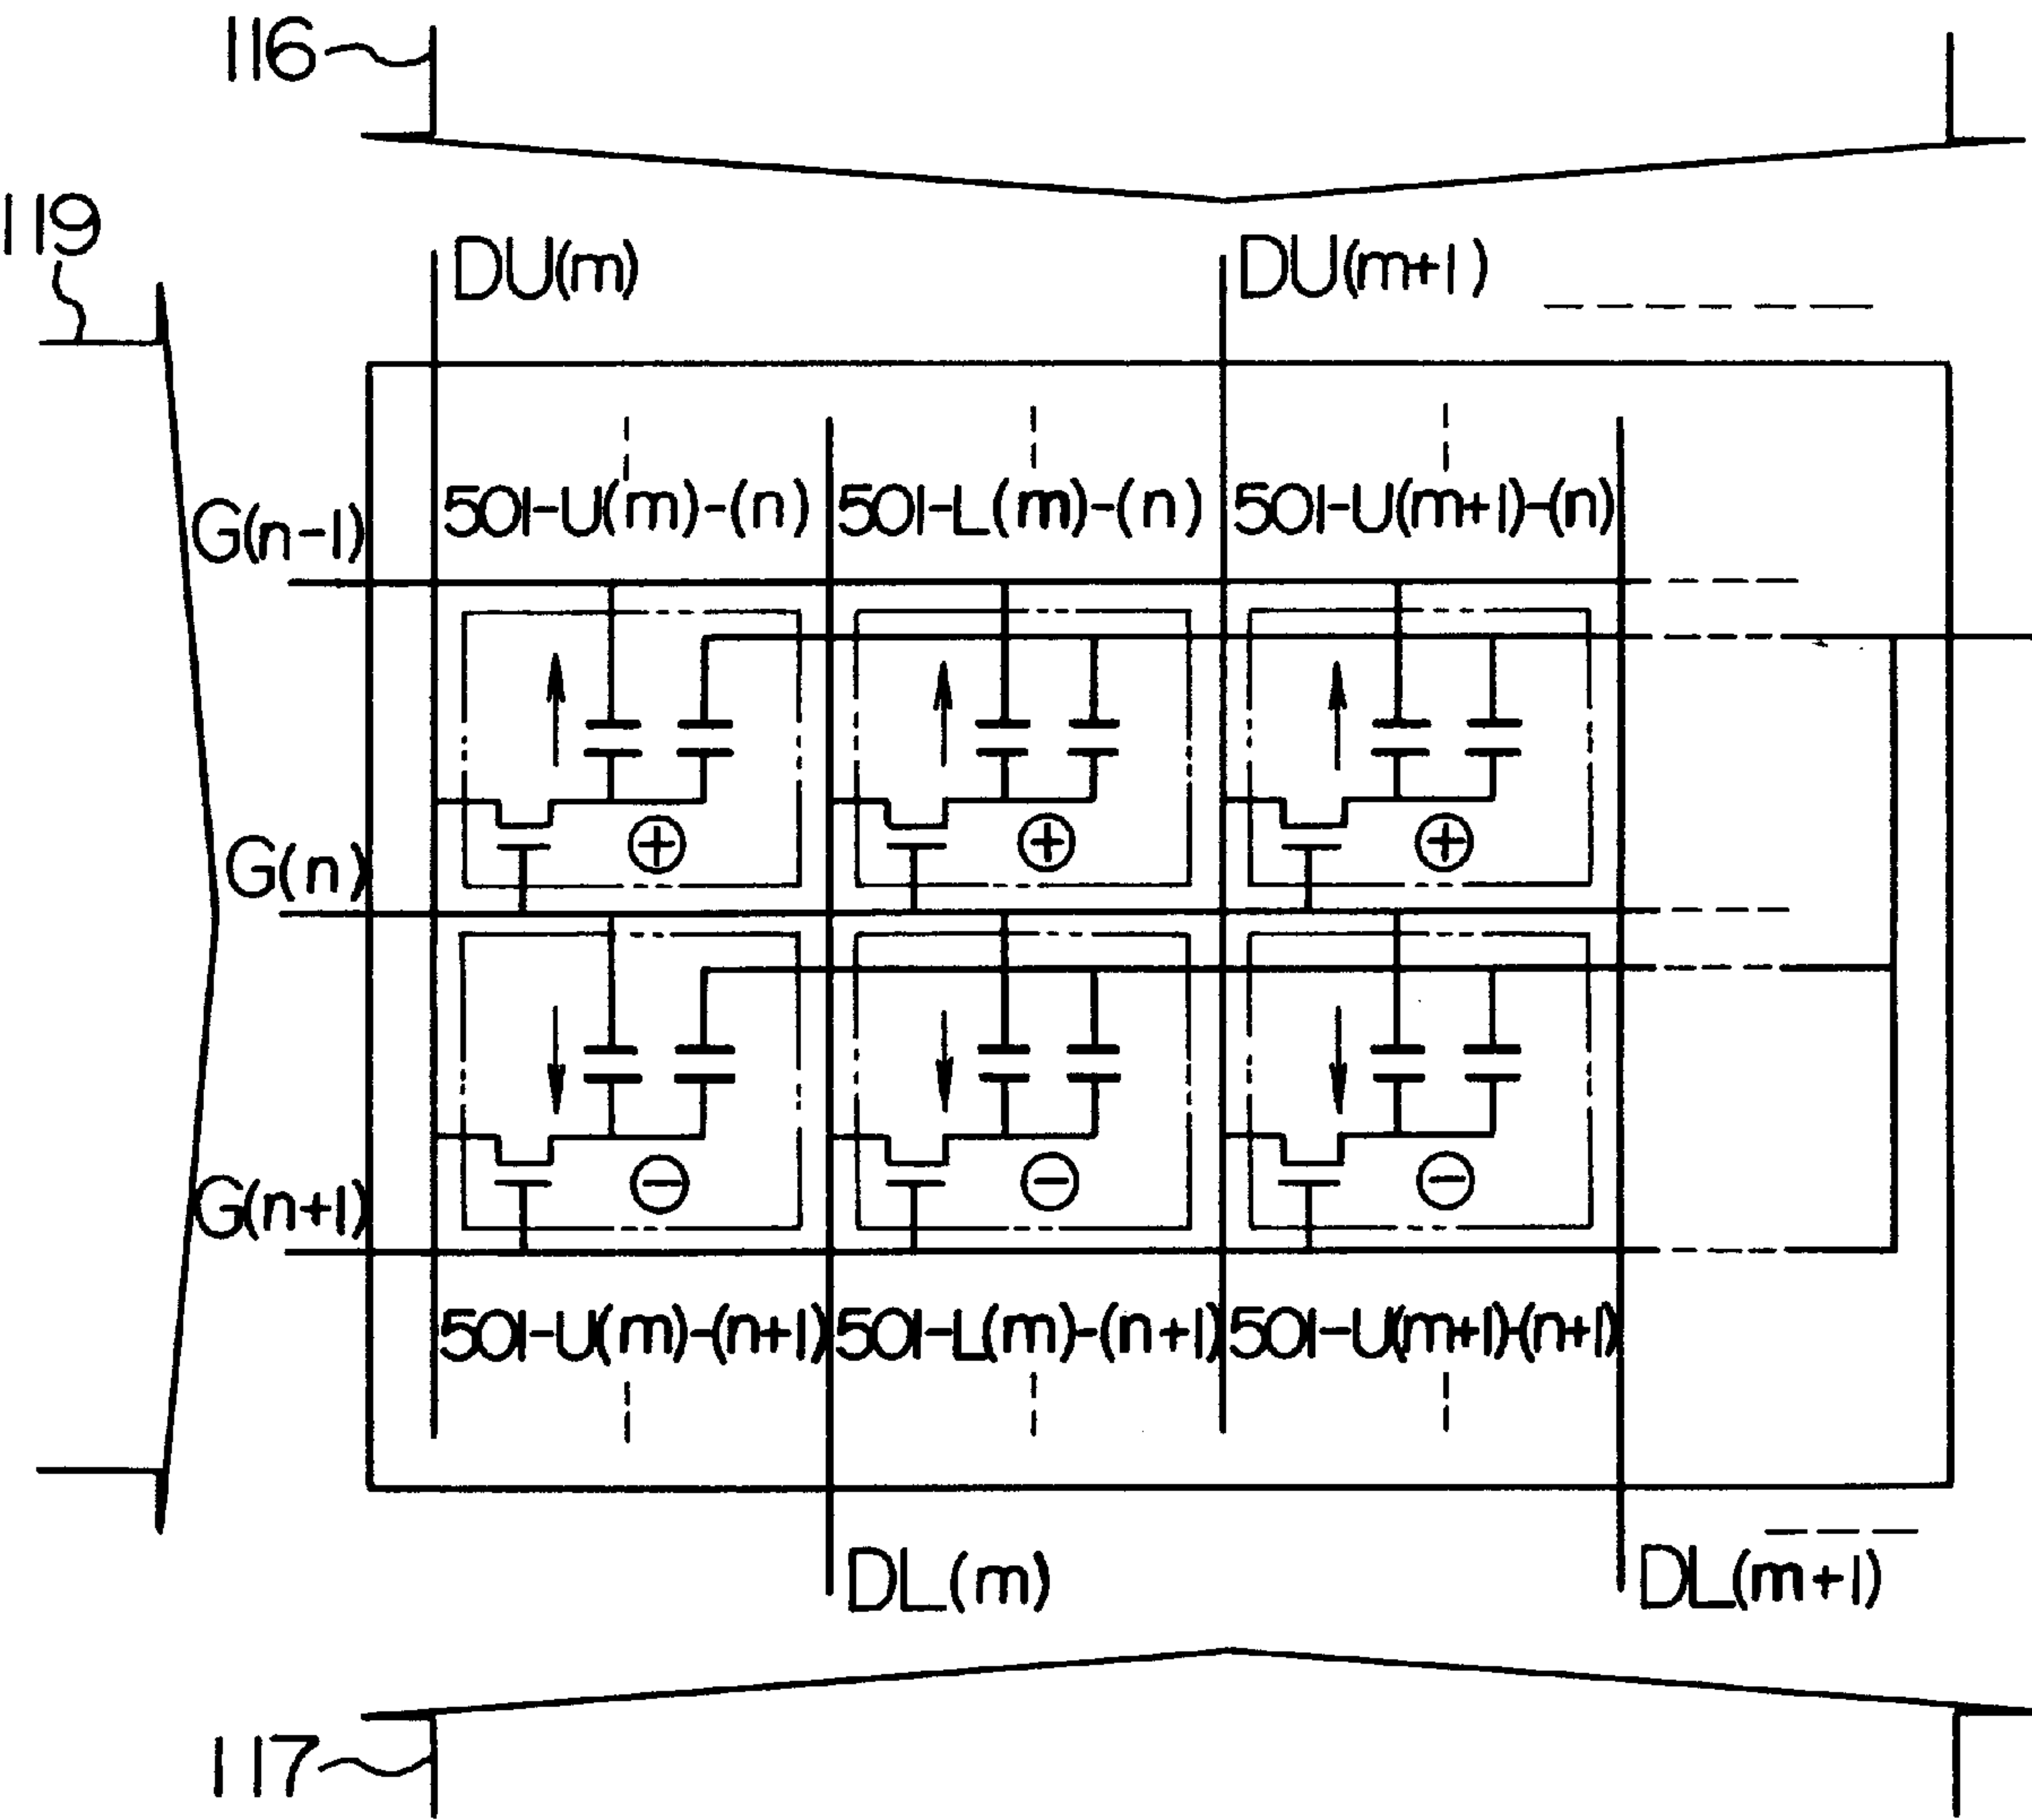 116
119
DU(m)
DU(m+1)
501-U(m)-(n)
501-L(m)-(n)
501-U(m+1)-(n)
G(n-1)
+
+
+
G(n)
-
-
-
G(n+1)
501-U(m)-(n+1)
501-L(m)-(n+1)
501-U(m+1)-(n+1)
DL(m)
DL(m+1)
117